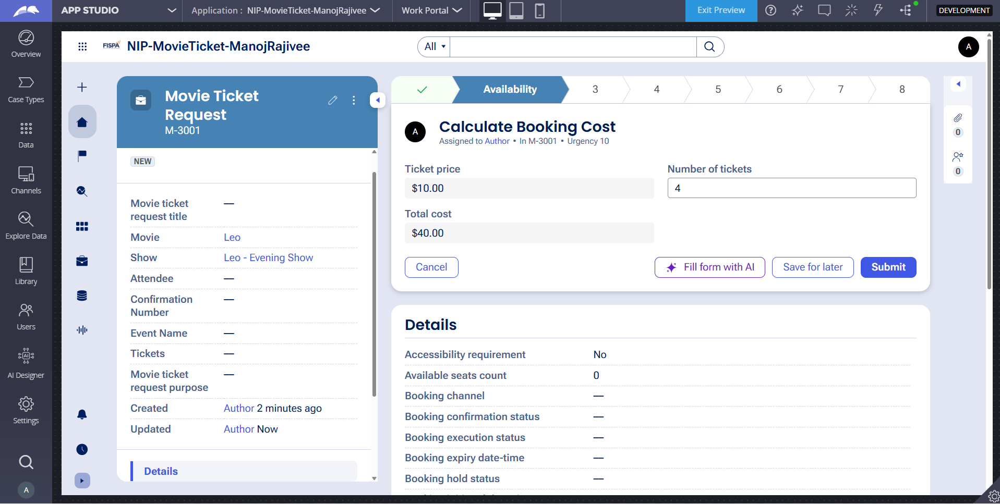 APP STUDIO
Application : NIP-MovieTicket-ManojRajivee
Work Portal
Exit Preview
DEVELOPMENT
Overview
Case Types
Data
Channels
Explore Data
Library
Users
AI
AI Designer
Settings
A
FISPA
NIP-MovieTicket-ManojRajivee
All
A
Movie Ticket
Request
M-3001
NEW
Movie ticket
request title
––
Movie
Leo
Show
Leo - Evening Show
Attendee
––
Confirmation
Number
––
Event Name
––
Tickets
––
Movie ticket
request purpose
––
Created
Author 2 minutes ago
Updated
Author Now
Details
Availability
3
4
5
6
7
8
A
Calculate Booking Cost
Assigned to Author • In M-3001 • Urgency 10
Ticket price
$10.00
Number of tickets
4
Total cost
$40.00
Cancel
Fill form with AI
Save for later
Submit
0
0
Details
Accessibility requirement
No
Available seats count
0
Booking channel
––
Booking confirmation status
––
Booking execution status
––
Booking expiry date-time
––
Booking hold status
––